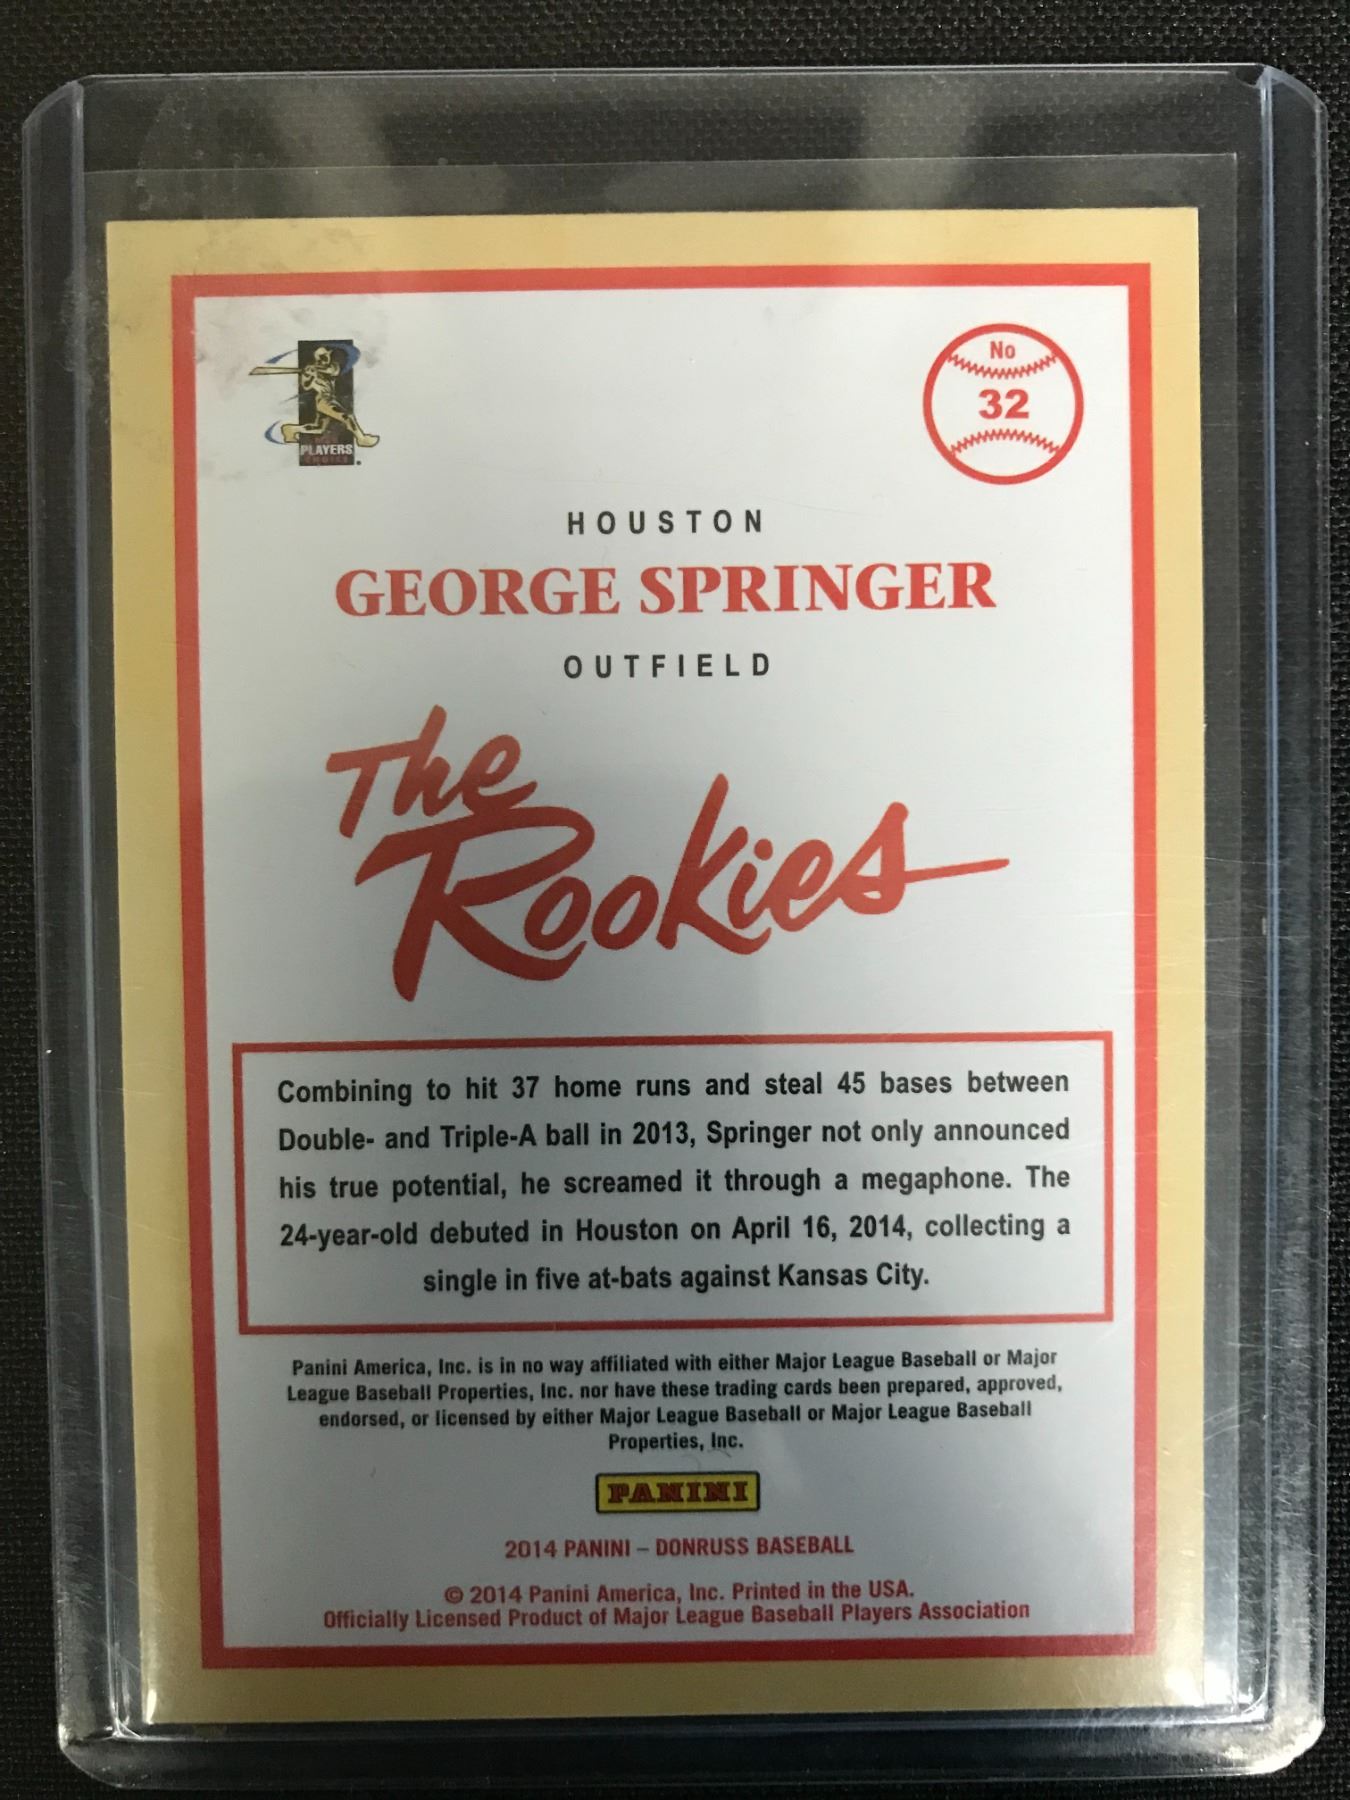 No
32
PLAYERS
CHOICE
HOUSTON
GEORGE SPRINGER
OUTFIELD
The
Rookies
Combining to hit 37 home runs and steal 45 bases between
Double- and Triple-A ball in 2013, Springer not only announced
his true potential, he screamed it through a megaphone. The
24-year-old debuted in Houston on April 16, 2014, collecting a
single in five at-bats against Kansas City.
Panini America, Inc. is in no way affiliated with either Major League Baseball or Major
League Baseball Properties, Inc. nor have these trading cards been prepared, approved,
endorsed, or licensed by either Major League Baseball or Major League Baseball
Properties, Inc.
PANINI
2014 PANINI – DONRUSS BASEBALL
© 2014 Panini America, Inc. Printed in the USA.
Officially Licensed Product of Major League Baseball Players Association